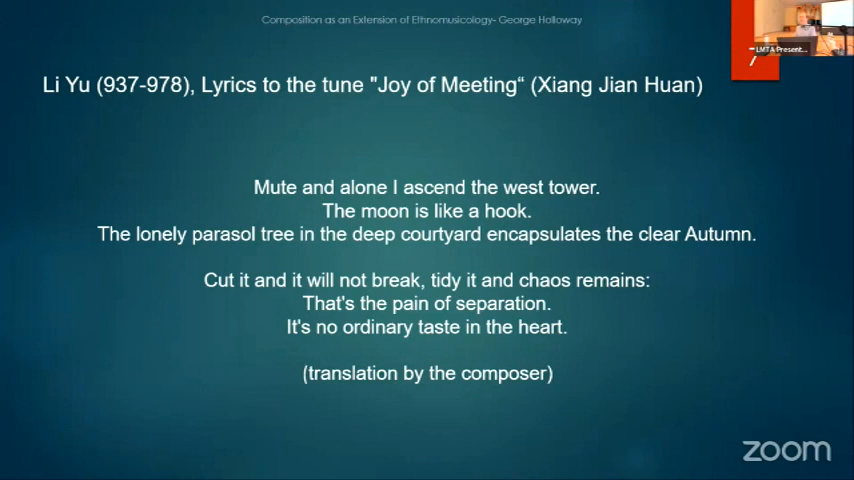 Composition as an Extension of Ethnomusicology- George Holloway
LMTA Present...
7
Li Yu (937-978), Lyrics to the tune "Joy of Meeting“ (Xiang Jian Huan)
Mute and alone I ascend the west tower.
The moon is like a hook.
The lonely parasol tree in the deep courtyard encapsulates the clear Autumn.
Cut it and it will not break, tidy it and chaos remains:
That's the pain of separation.
It's no ordinary taste in the heart.
(translation by the composer)
zoom